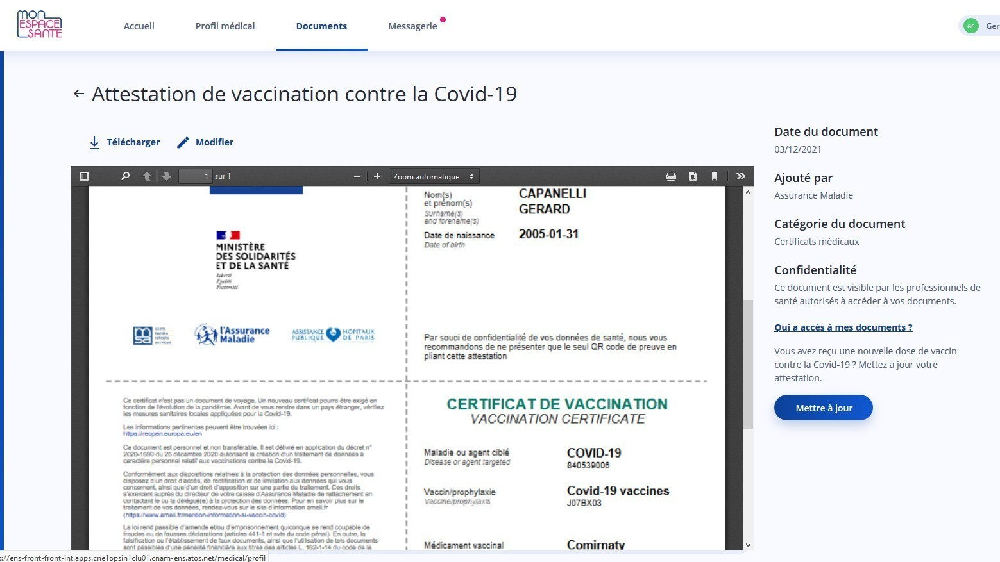 mon
ESPACE
SANTÉ
Accueil
Profil médical
Documents
Messagerie
GC
Ger
← Attestation de vaccination contre la Covid-19
Télécharger
Modifier
1 sur 1
Zoom automatique
Nom(s)
et prénom(s)
Surname(s)
and forename(s)
CAPANELLI
GERARD
Date de naissance
Date of birth
2005-01-31
MINISTÈRE
DES SOLIDARITÉS
ET DE LA SANTÉ
Liberté
Égalité
Fraternité
msa
santé
famille
retraite
services
l'Assurance
Maladie
ASSISTANCE
PUBLIQUE
HÔPITAUX
DE PARIS
Par souci de confidentialité de vos données de santé, nous vous
recommandons de ne présenter que le seul QR code de preuve en
pliant cette attestation
Ce certificat n'est pas un document de voyage. Un nouveau certificat pourra être exigé en
fonction de l'évolution de la pandémie. Avant de vous rendre dans un pays étranger, vérifiez
les mesures sanitaires locales appliquées pour la Covid-19.
Les informations pertinentes peuvent être trouvées ici :
https://reopen.europa.eu/en
Ce document est personnel et non transférable. Il est délivré en application du décret n°
2020-1690 du 25 décembre 2020 autorisant la création d'un traitement de données à
caractère personnel relatif aux vaccinations contre la Covid-19.
Conformément aux dispositions relatives à la protection des données personnelles, vous
disposez d'un droit d'accès, de rectification et de limitation aux données qui vous
concernent, ainsi que d'un droit d'opposition sur une partie du traitement. Ces droits
s'exercent auprès du directeur de votre caisse d'Assurance Maladie de rattachement en
contactant le ou la délégué(e) à la protection des données. Pour en savoir plus sur le
traitement de vos données, rendez-vous sur le site d'information ameli.fr
(https://www.ameli.fr/mention-information-si-vaccin-covid)
La loi rend passible d'amende et/ou d'emprisonnement quiconque se rend coupable de
fraudes ou de fausses déclarations (articles 441-1 et svts du code pénal). En outre, la
falsification ou l'établissement de faux documents, ainsi que l'utilisation de tels documents
sont passibles d'une pénalité financière aux titres des articles L. 162-1-14 du code de la
CERTIFICAT DE VACCINATION
VACCINATION CERTIFICATE
Maladie ou agent ciblé
Disease or agent targeted
COVID-19
840539006
Vaccin/prophylaxie
Vaccine/prophylaxis
Covid-19 vaccines
J07BX03
Médicament vaccinal
Comirnaty
Date du document
03/12/2021
Ajouté par
Assurance Maladie
Catégorie du document
Certificats médicaux
Confidentialité
Ce document est visible par les professionnels de
santé autorisés à accéder à vos documents.
Qui a accès à mes documents ?
Vous avez reçu une nouvelle dose de vaccin
contre la Covid-19 ? Mettez à jour votre
attestation.
Mettre à jour
s://ens-front-front-int.apps.cne1opsin1clu01.cnam-ens.atos.net/medical/profil